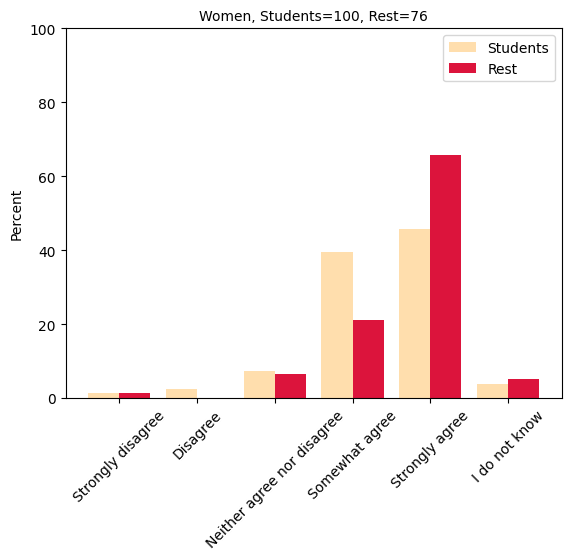 Women, Students=100, Rest=76
100
80
60
40
20
0
Percent
Students
Rest
Strongly disagree
Disagree
Neither agree nor disagree
Somewhat agree
Strongly agree
I do not know